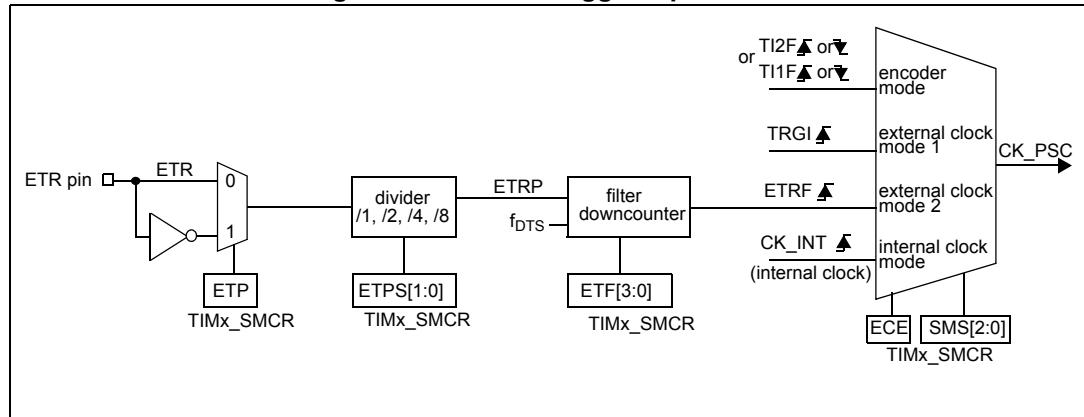 or TI2F or
TI1F or
encoder
mode
TRGI
external clock
mode 1
CK_PSC
ETR pin
ETR
0
1
divider
/1, /2, /4, /8
ETRP
fDTS
filter
downcounter
ETRF
external clock
mode 2
CK_INT
(internal clock)
internal clock
mode
ETP
TIMx_SMCR
ETPS[1:0]
TIMx_SMCR
ETF[3:0]
TIMx_SMCR
ECE
SMS[2:0]
TIMx_SMCR